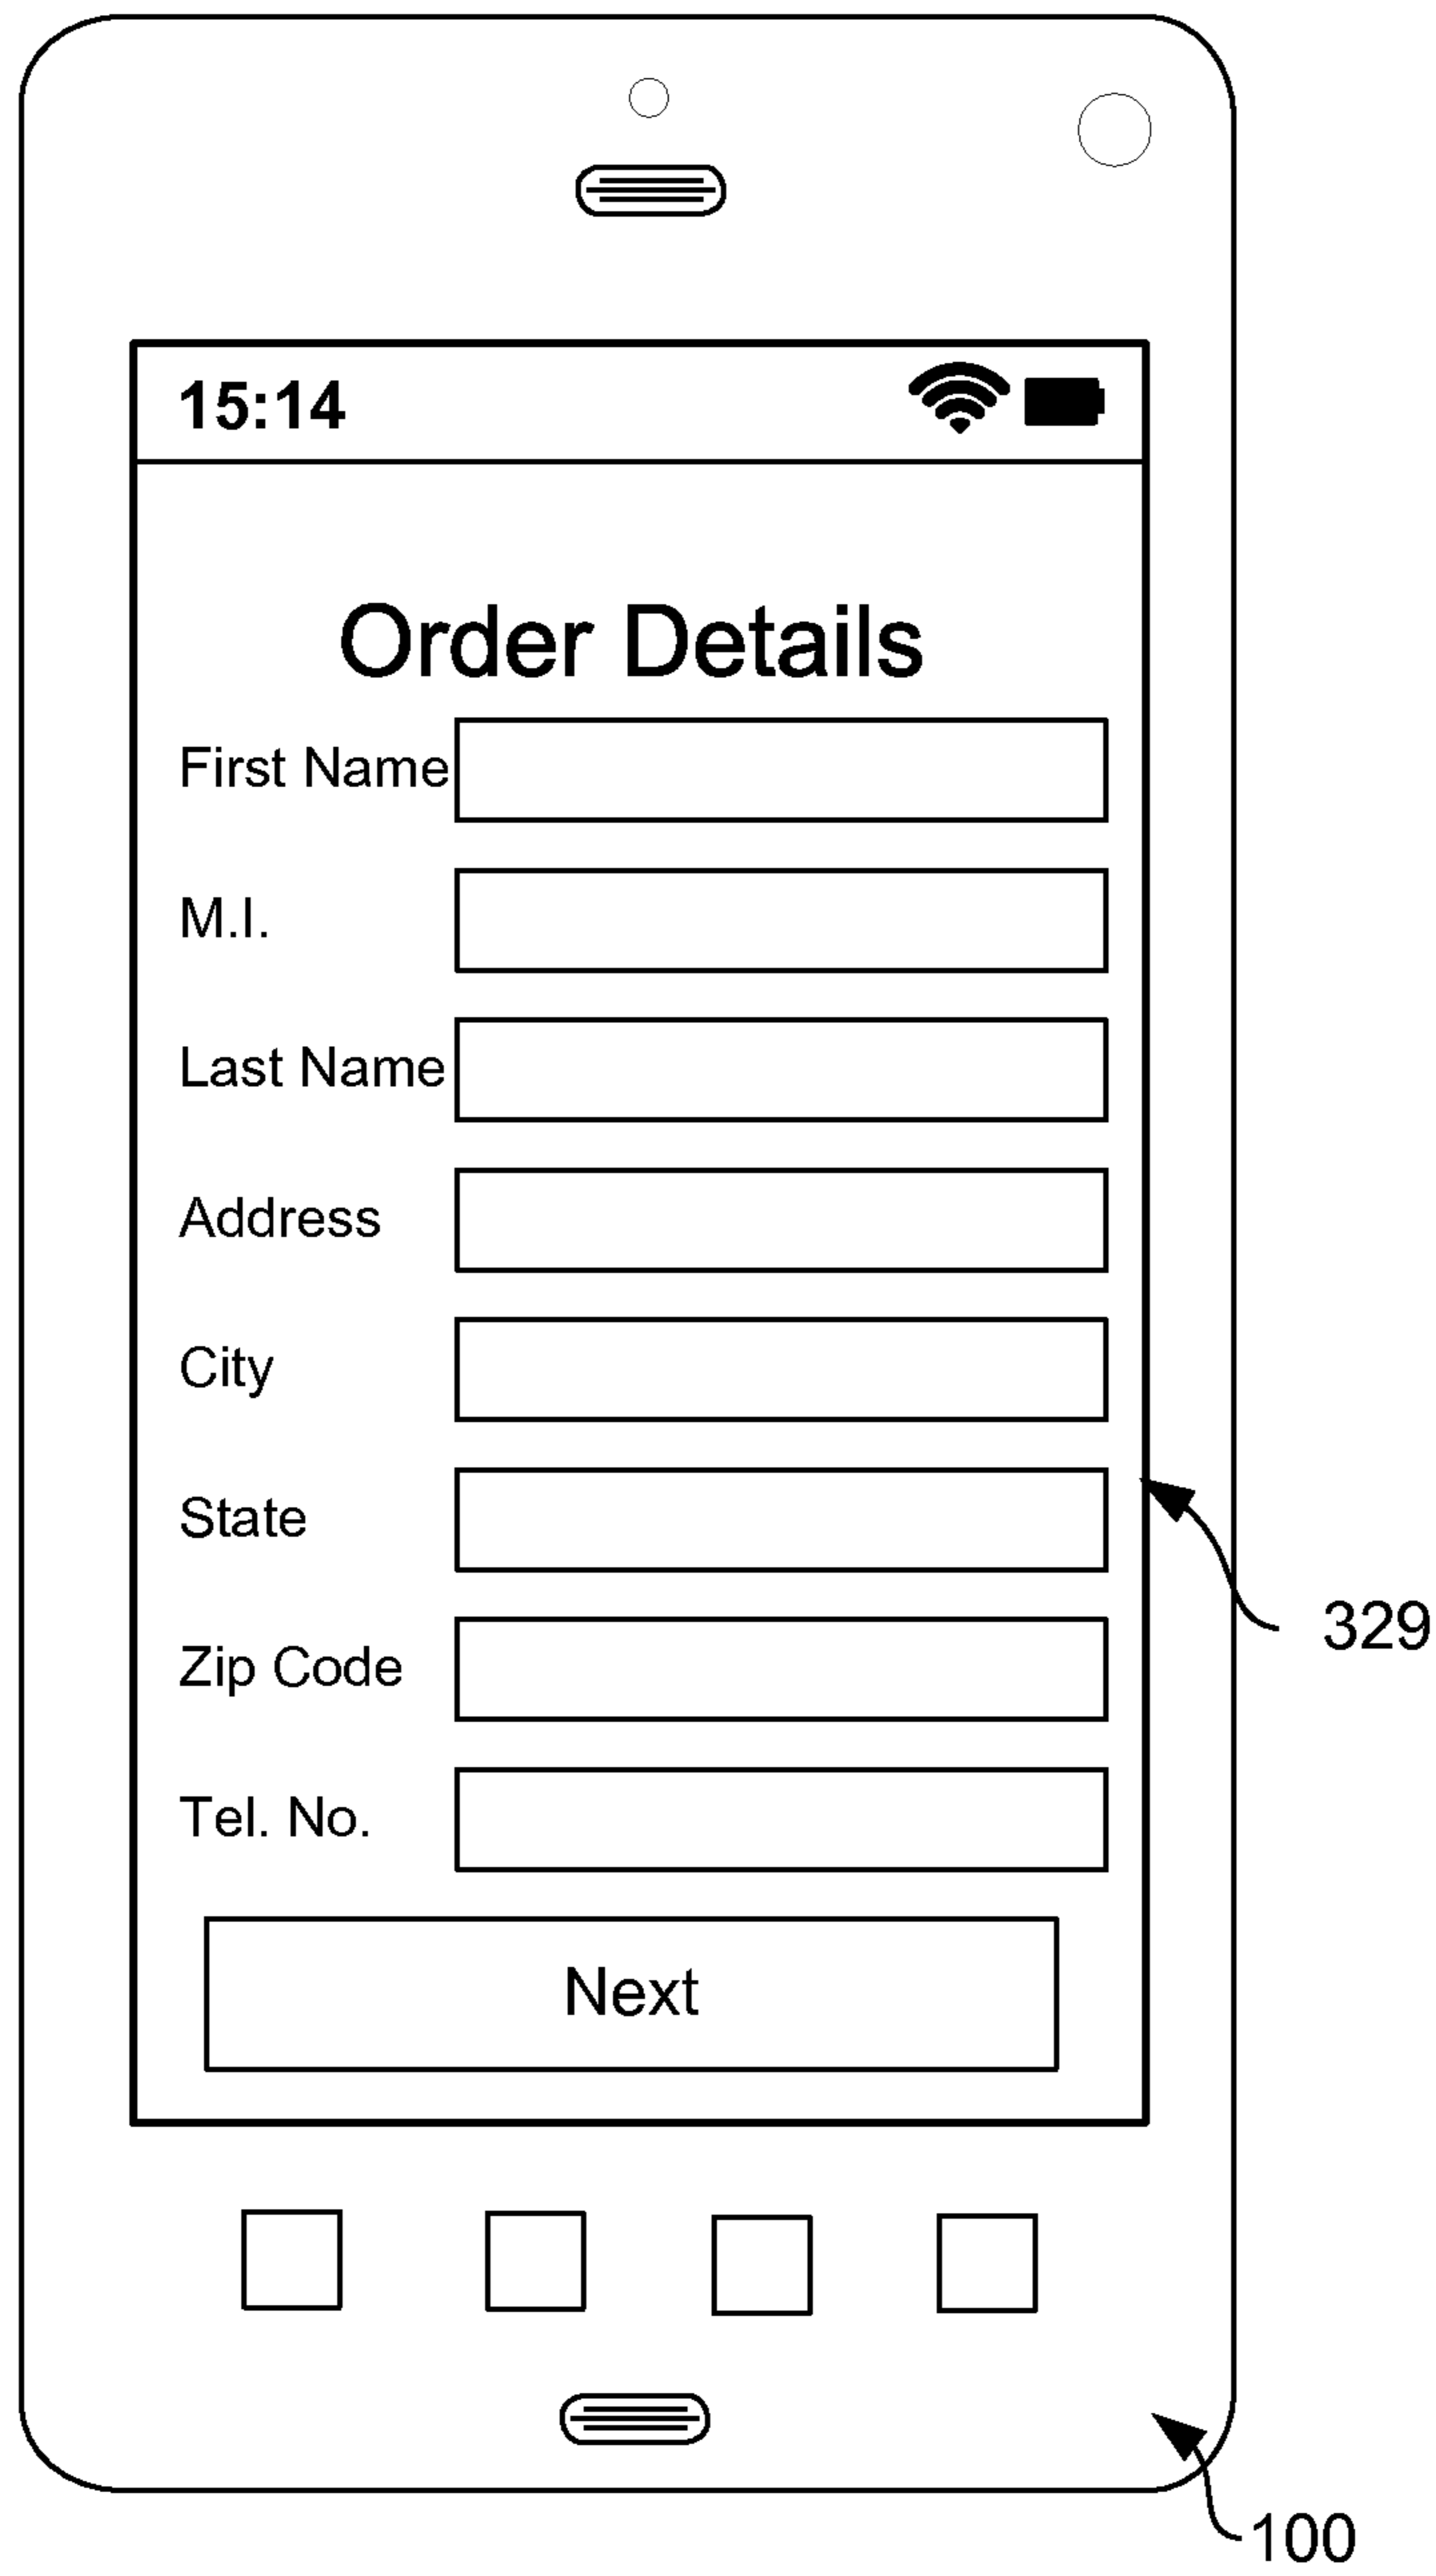 15:14
Order Details
First Name
M.I.
Last Name
Address
City
State
329
Zip Code
Tel. No.
Next
100